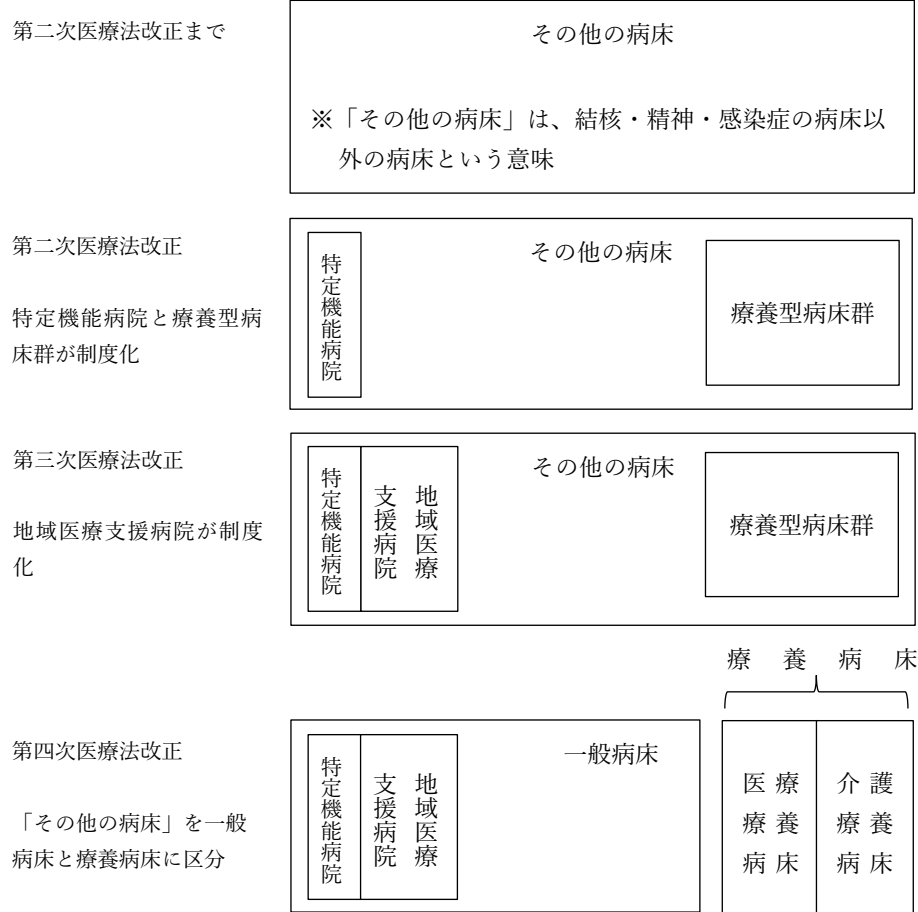 第二次医療法改正まで
その他の病床
※「その他の病床」は、結核・精神・感染症の病床以
外の病床という意味
第二次医療法改正
特定機能病院と療養型病
床群が制度化
特定機能病院
その他の病床
療養型病床群
第三次医療法改正
地域医療支援病院が制度
化
特定機能病院
地域医療
支援病院
その他の病床
療養型病床群
療養病床
第四次医療法改正
「その他の病床」を一般
病床と療養病床に区分
特定機能病院
地域医療
支援病院
一般病床
医療
療養
病床
介護
療養
病床